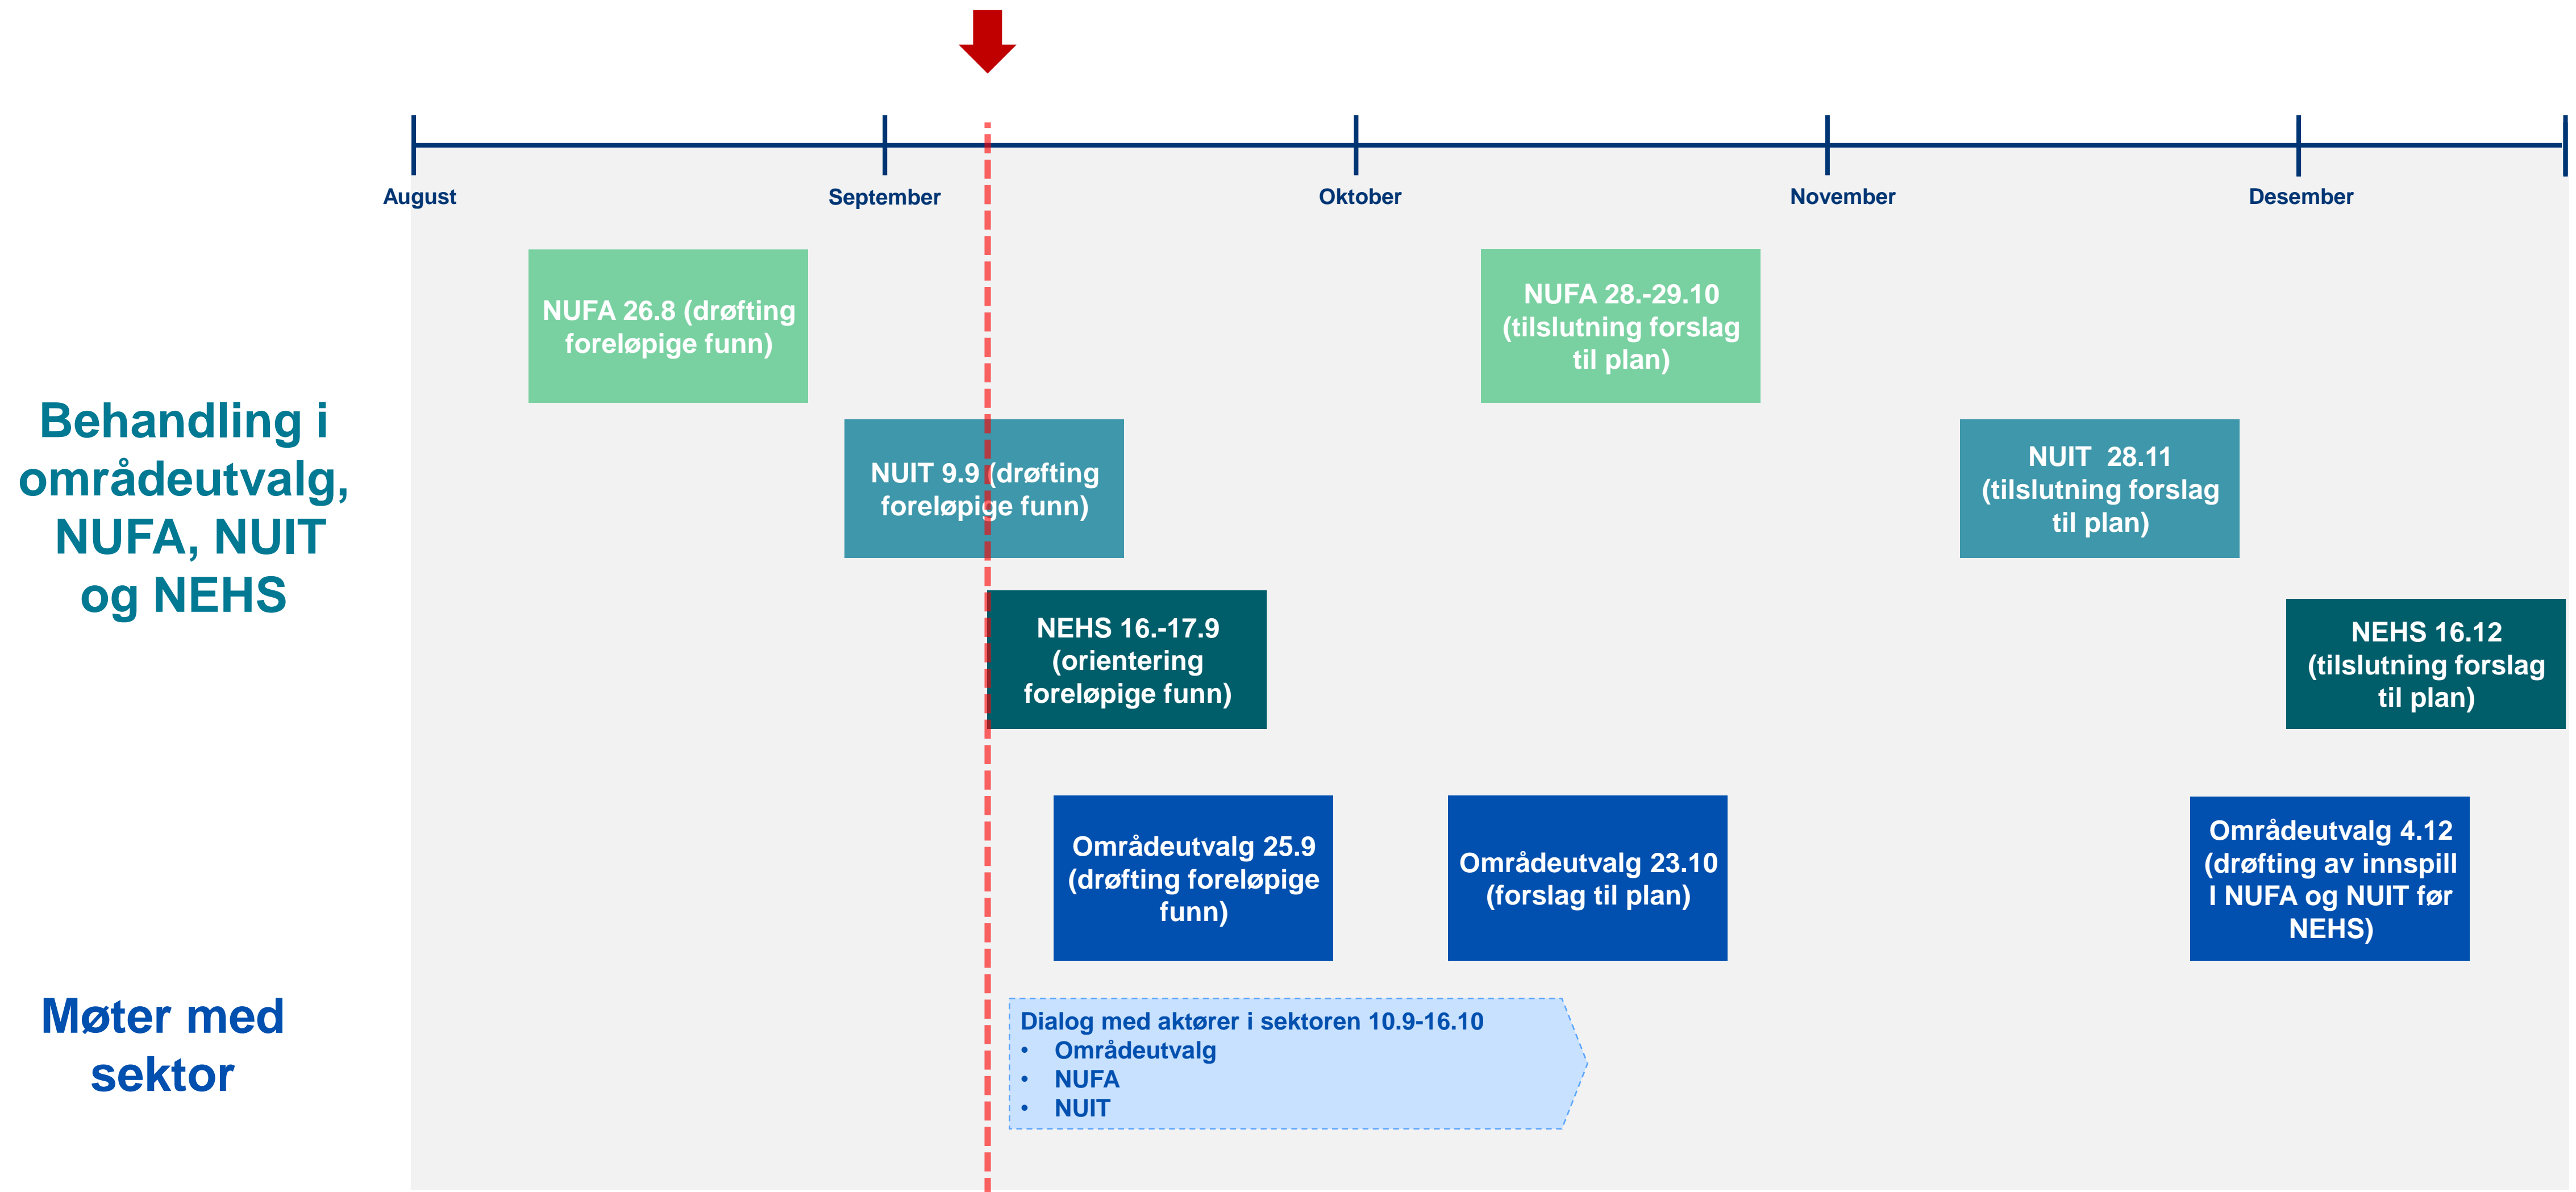 August
September
Oktober
November
Desember
Behandling i
områdeutvalg,
NUFA, NUIT
og NEHS
NUFA 26.8 (drøfting
foreløpige funn)
NUFA 28.-29.10
(tilslutning forslag
til plan)
NUIT 9.9 (drøfting
foreløpige funn)
NUIT  28.11
(tilslutning forslag
til plan)
NEHS 16.-17.9
(orientering
foreløpige funn)
NEHS 16.12
(tilslutning forslag
til plan)
Områdeutvalg 25.9
(drøfting foreløpige
funn)
Områdeutvalg 23.10
(forslag til plan)
Områdeutvalg 4.12
(drøfting av innspill
I NUFA og NUIT før
NEHS)
Møter med
sektor
Dialog med aktører i sektoren 10.9-16.10
• Områdeutvalg
• NUFA
• NUIT